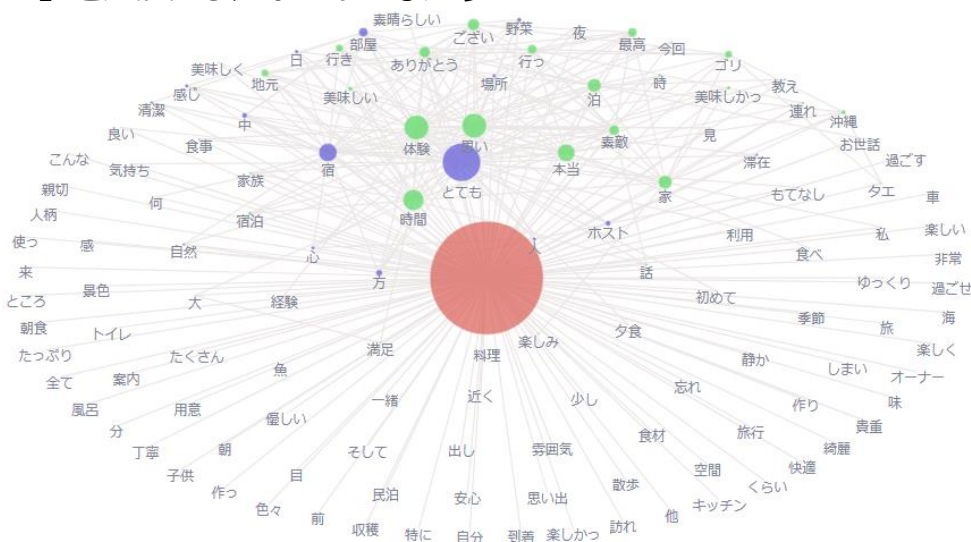 素晴らしい
野菜
ござい
夜
部屋
最高
今回
日
行き
ありがとう
行っ
ゴリ
美味しく
地元
場所
時
教え
感じ
美味しい
泊
美味しかっ
連れ
清潔
中
沖縄
良い
食事
体験
思い
素敵
見
お世話
こんな
気持ち
宿
本当
滞在
過ごす
親切
家族
とても
家
もてなし
タエ
車
人柄
何
宿泊
時間
ホスト
利用
私
楽しい
使っ
感
自然
心
人
食べ
非常
来
方
話
ゆっくり
過ごせ
ところ
景色
大
経験
初めて
季節
旅
海
朝食
トイレ
夕食
楽しみ
たっぷり
たくさん
満足
料理
静か
しまい
楽しく
全て
案内
魚
忘れ
オーナー
風呂
用意
優しい
一緒
近く
少し
作り
味
分
丁寧
朝
そして
出し
雰囲気
食材
旅行
綺麗
貴重
子供
作っ
目
民泊
安心
思い出
散歩
空間
快適
くらい
色々
前
収穫
特に
自分
到着
楽しかっ
訪れ
他
キッチン